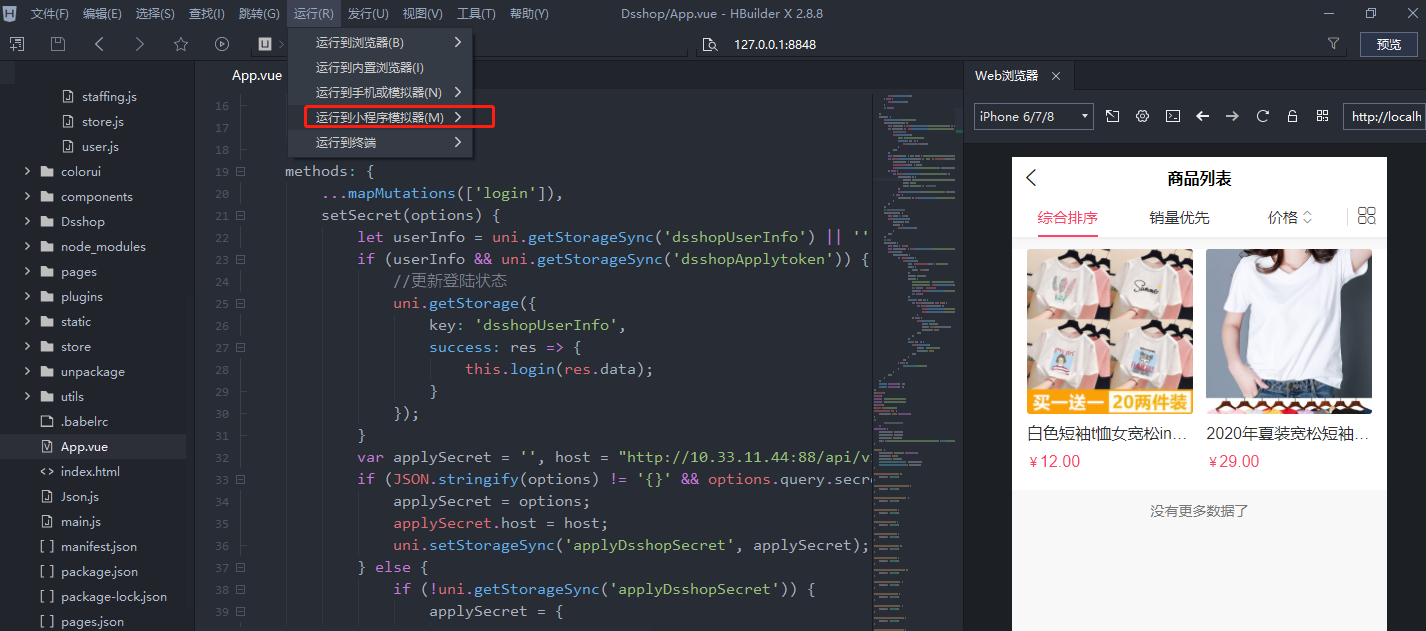 文件(F) 编辑(E) 选择(S) 查找(I) 跳转(G) 运行(R) 发行(U) 视图(V) 工具(T) 帮助(Y) Dsshop/App.vue - HBuilder X 2.8.8
127.0.0.1:8848 预览
运行到浏览器(B)
运行到内置浏览器(I)
运行到手机或模拟器(N)
运行到小程序模拟器(M)
运行到终端
staffing.js
store.js
user.js
colorui
components
Dsshop
node_modules
pages
plugins
static
store
unpackage
utils
.babelrc
App.vue
index.html
Json.js
main.js
manifest.json
package.json
package-lock.json
pages.json
App.vue
16
17
18
19 methods: {
20 ...mapMutations(['login']),
21 setSecret(options) {
22 let userInfo = uni.getStorageSync('dsshopUserInfo') || ''
23 if (userInfo && uni.getStorageSync('dsshopApplytoken')) {
24 //更新登陆状态
25 uni.getStorage({
26 key: 'dsshopUserInfo',
27 success: res => {
28 this.login(res.data);
29 }
30 });
31 }
32 var applySecret = '', host = "http://10.33.11.44:88/api/v
33 if (JSON.stringify(options) != '{}' && options.query.secre
34 applySecret = options;
35 applySecret.host = host;
36 uni.setStorageSync('applyDsshopSecret', applySecret);
37 } else {
38 if (!uni.getStorageSync('applyDsshopSecret')) {
39 applySecret = {
Web浏览器
iPhone 6/7/8 http://localh
商品列表
综合排序 销量优先 价格
Summer
买一送一 20两件装
白色短袖t恤女宽松in... 2020年夏装宽松短袖...
￥12.00 ￥29.00
没有更多数据了